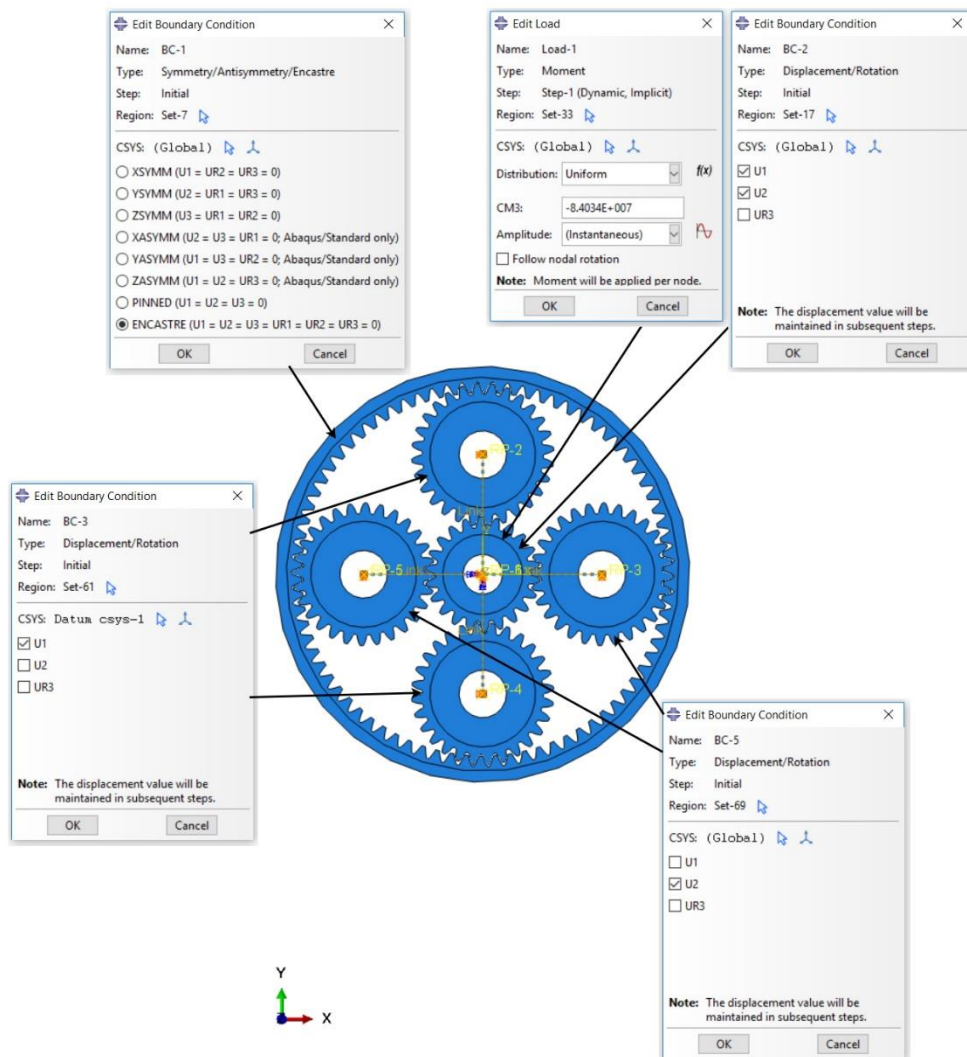 Edit Boundary Condition
Name: BC-1
Type: Symmetry/Antisymmetry/Encastre
Step: Initial
Region: Set-7
CSYS: (Global)
XSYMM (U1 = UR2 = UR3 = 0)
YSYMM (U2 = UR1 = UR3 = 0)
ZSYMM (U3 = UR1 = UR2 = 0)
XASYMM (U2 = U3 = UR1 = 0; Abaqus/Standard only)
YASYMM (U1 = U3 = UR2 = 0; Abaqus/Standard only)
ZASYMM (U1 = U2 = UR3 = 0; Abaqus/Standard only)
PINNED (U1 = U2 = U3 = 0)
ENCASTRE (U1 = U2 = U3 = UR1 = UR2 = UR3 = 0)
OK Cancel
Edit Load
Name: Load-1
Type: Moment
Step: Step-1 (Dynamic, Implicit)
Region: Set-33
CSYS: (Global)
Distribution: Uniform f(x)
CM3: -8.4034E+007
Amplitude: (Instantaneous)
Follow nodal rotation
Note: Moment will be applied per node.
OK Cancel
Edit Boundary Condition
Name: BC-2
Type: Displacement/Rotation
Step: Initial
Region: Set-17
CSYS: (Global)
U1
U2
UR3
Note: The displacement value will be
maintained in subsequent steps.
OK Cancel
RP-2
RP-5
RP-3
RP-4
Edit Boundary Condition
Name: BC-3
Type: Displacement/Rotation
Step: Initial
Region: Set-61
CSYS: Datum csys-1
U1
U2
UR3
Note: The displacement value will be
maintained in subsequent steps.
OK Cancel
Edit Boundary Condition
Name: BC-5
Type: Displacement/Rotation
Step: Initial
Region: Set-69
CSYS: (Global)
U1
U2
UR3
Note: The displacement value will be
maintained in subsequent steps.
OK Cancel
Y
X